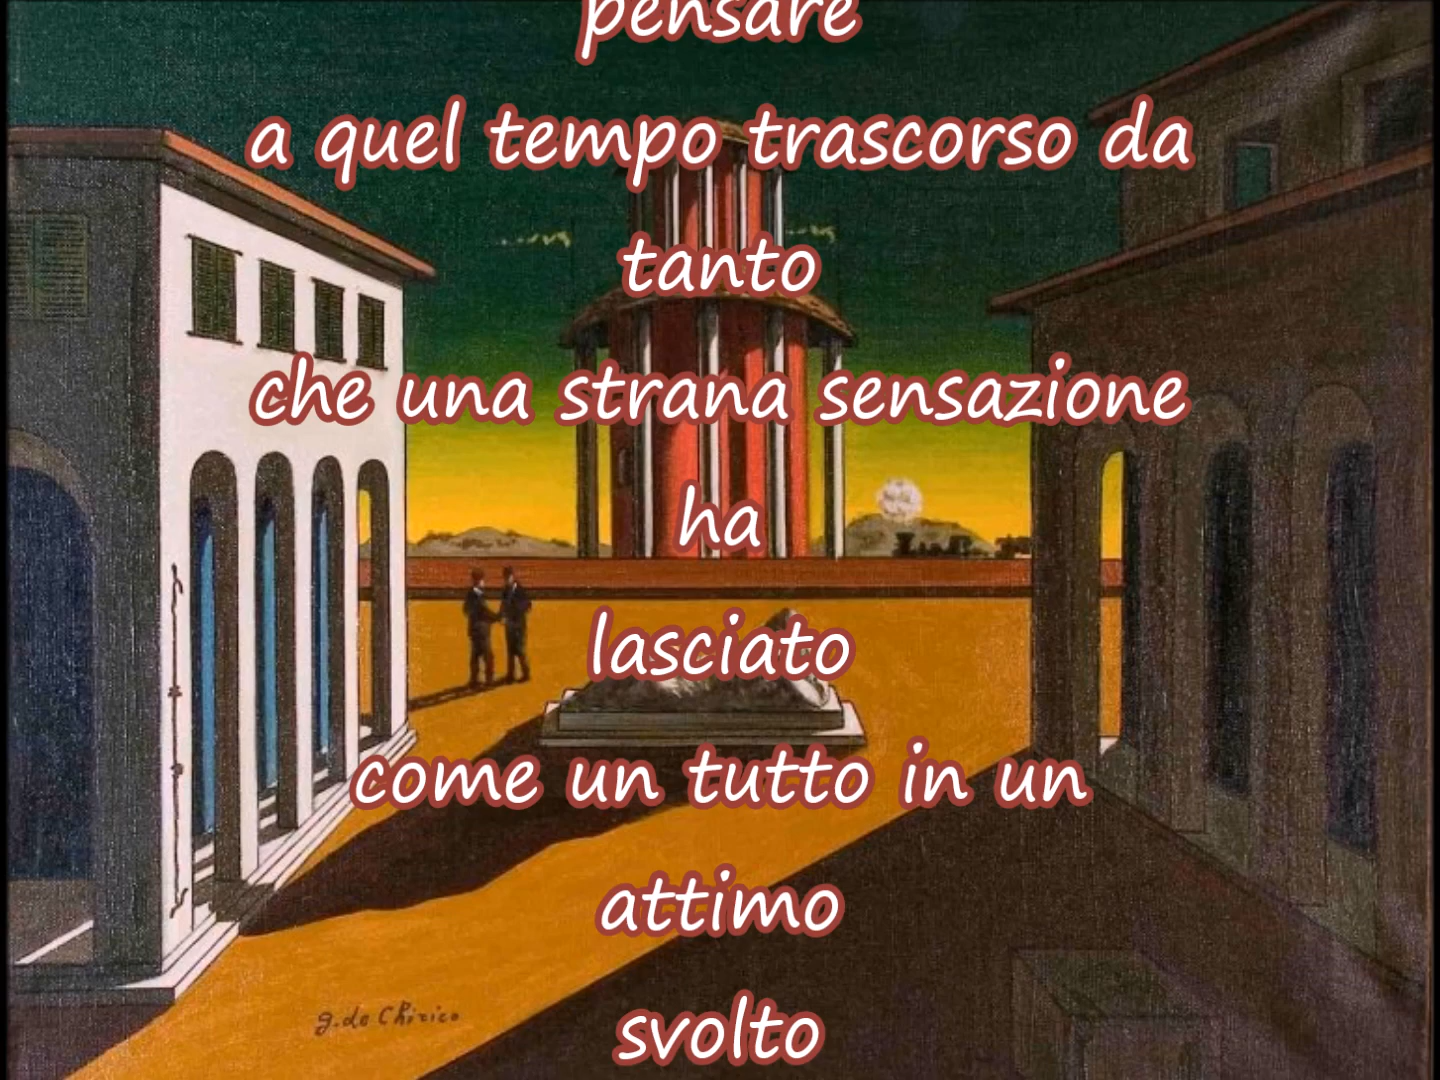 pensare
a quel tempo trascorso da
tanto
che una strana sensazione
ha
lasciato
come un tutto in un
attimo
svolto
g. de Chirico